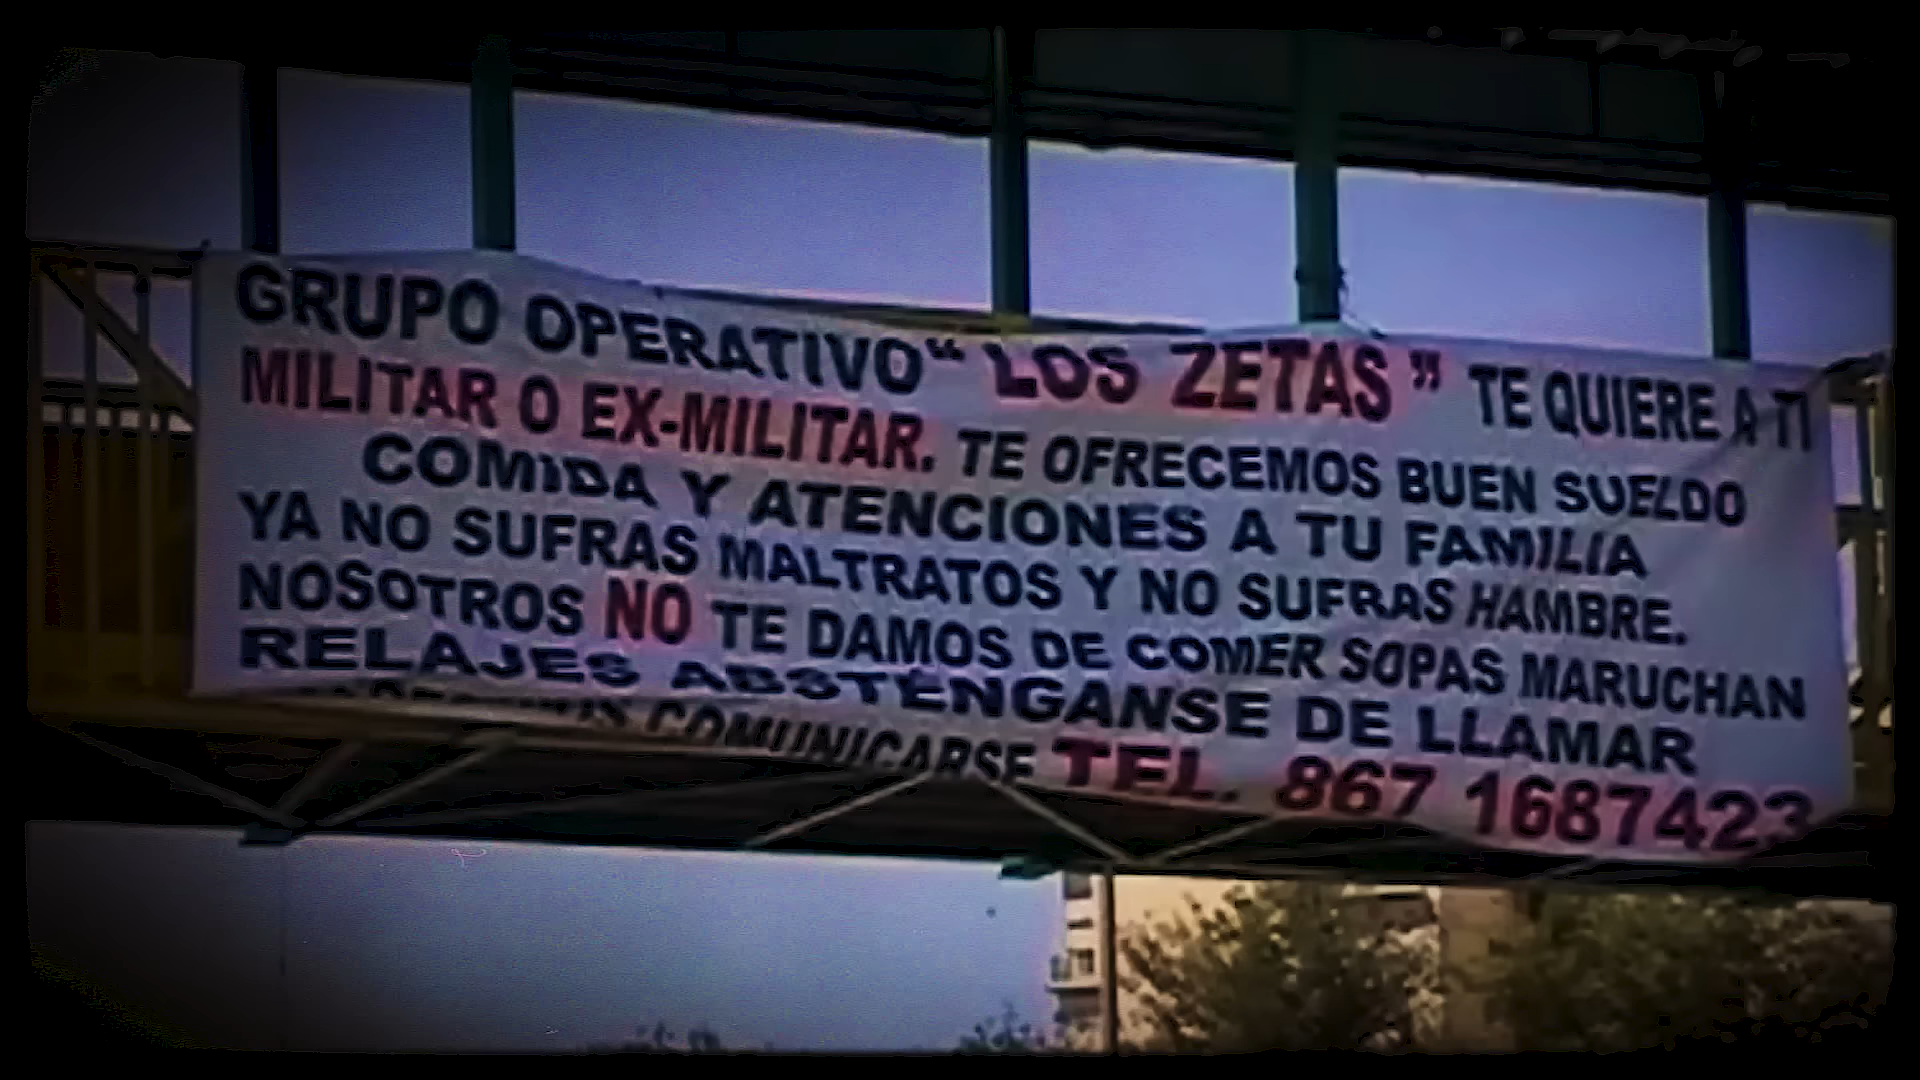 GRUPO OPERATIVO “ LOS ZETAS ” TE QUIERE A TI
MILITAR O EX-MILITAR. TE OFRECEMOS BUEN SUELDO
COMIDA Y ATENCIONES A TU FAMILIA
YA NO SUFRAS MALTRATOS Y NO SUFRAS HAMBRE.
NOSOTROS NO TE DAMOS DE COMER SOPAS MARUCHAN
RELAJES ABSTÉNGANSE DE LLAMAR
COMUNICARSE TEL. 867 1687423